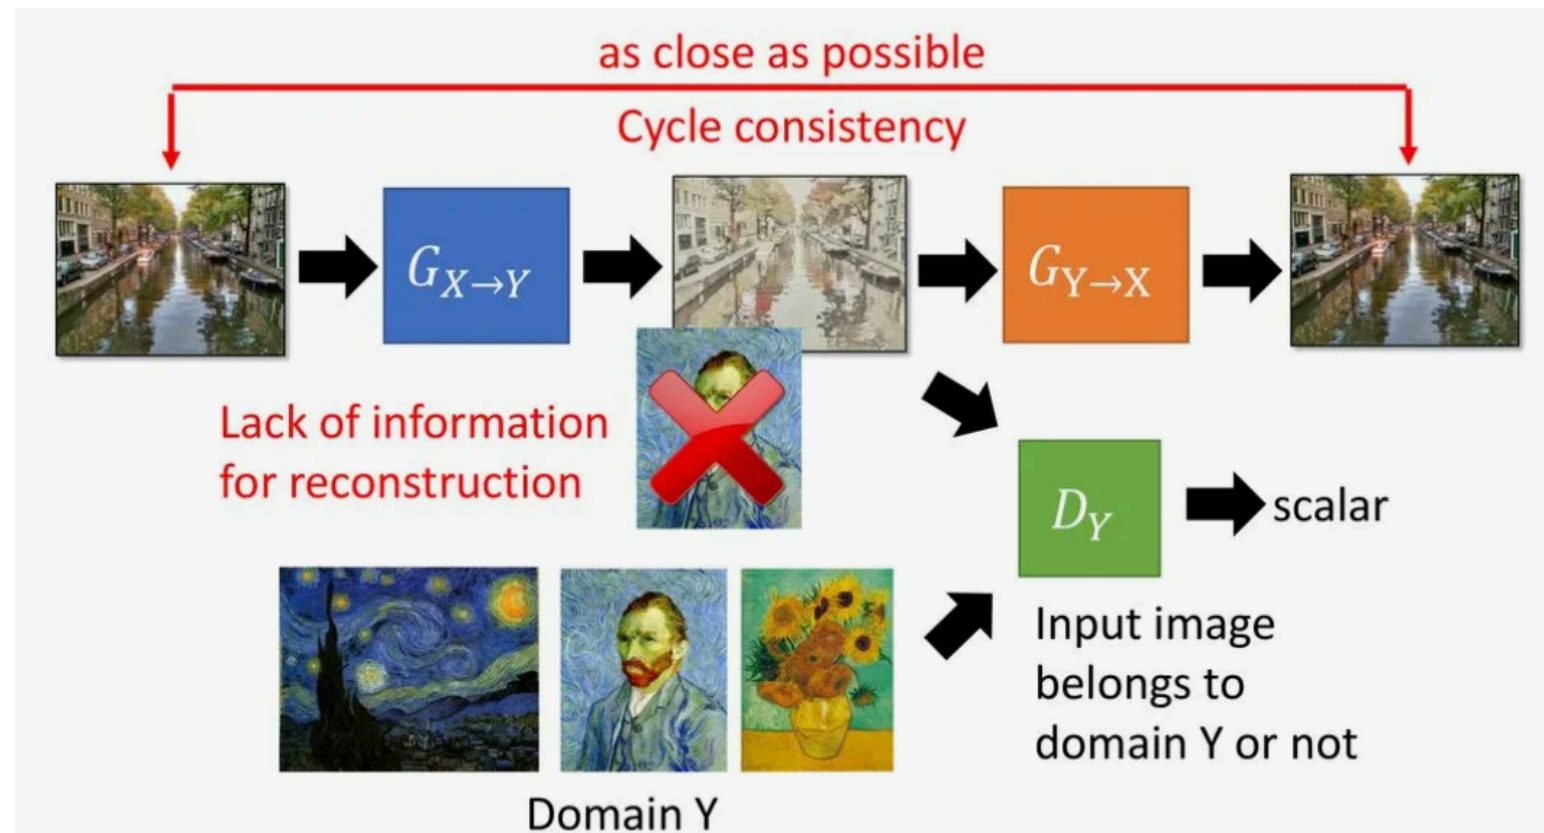 as close as possible
Cycle consistency
G_{X→Y}
G_{Y→X}
Lack of information
for reconstruction
D_Y
scalar
Input image
belongs to
domain Y or not
Domain Y